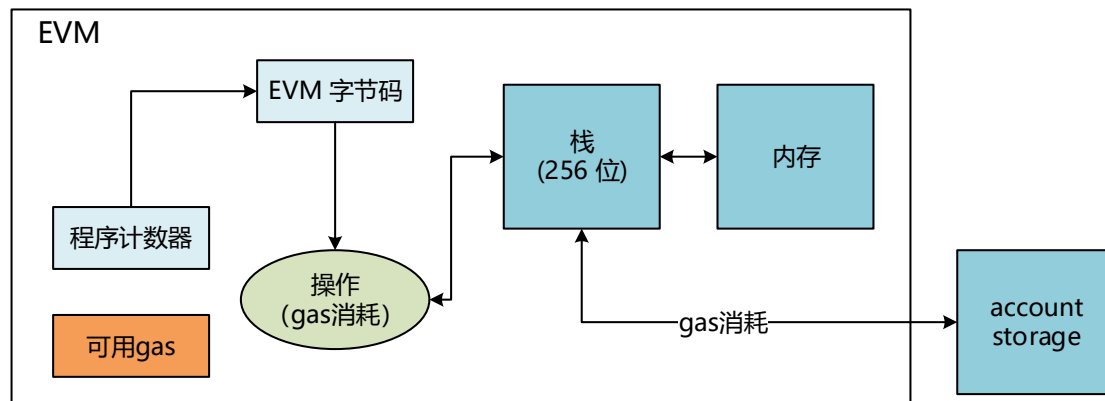 EVM
EVM 字节码
程序计数器
可用gas
操作
（gas消耗）
栈
(256 位)
内存
gas消耗
account
storage